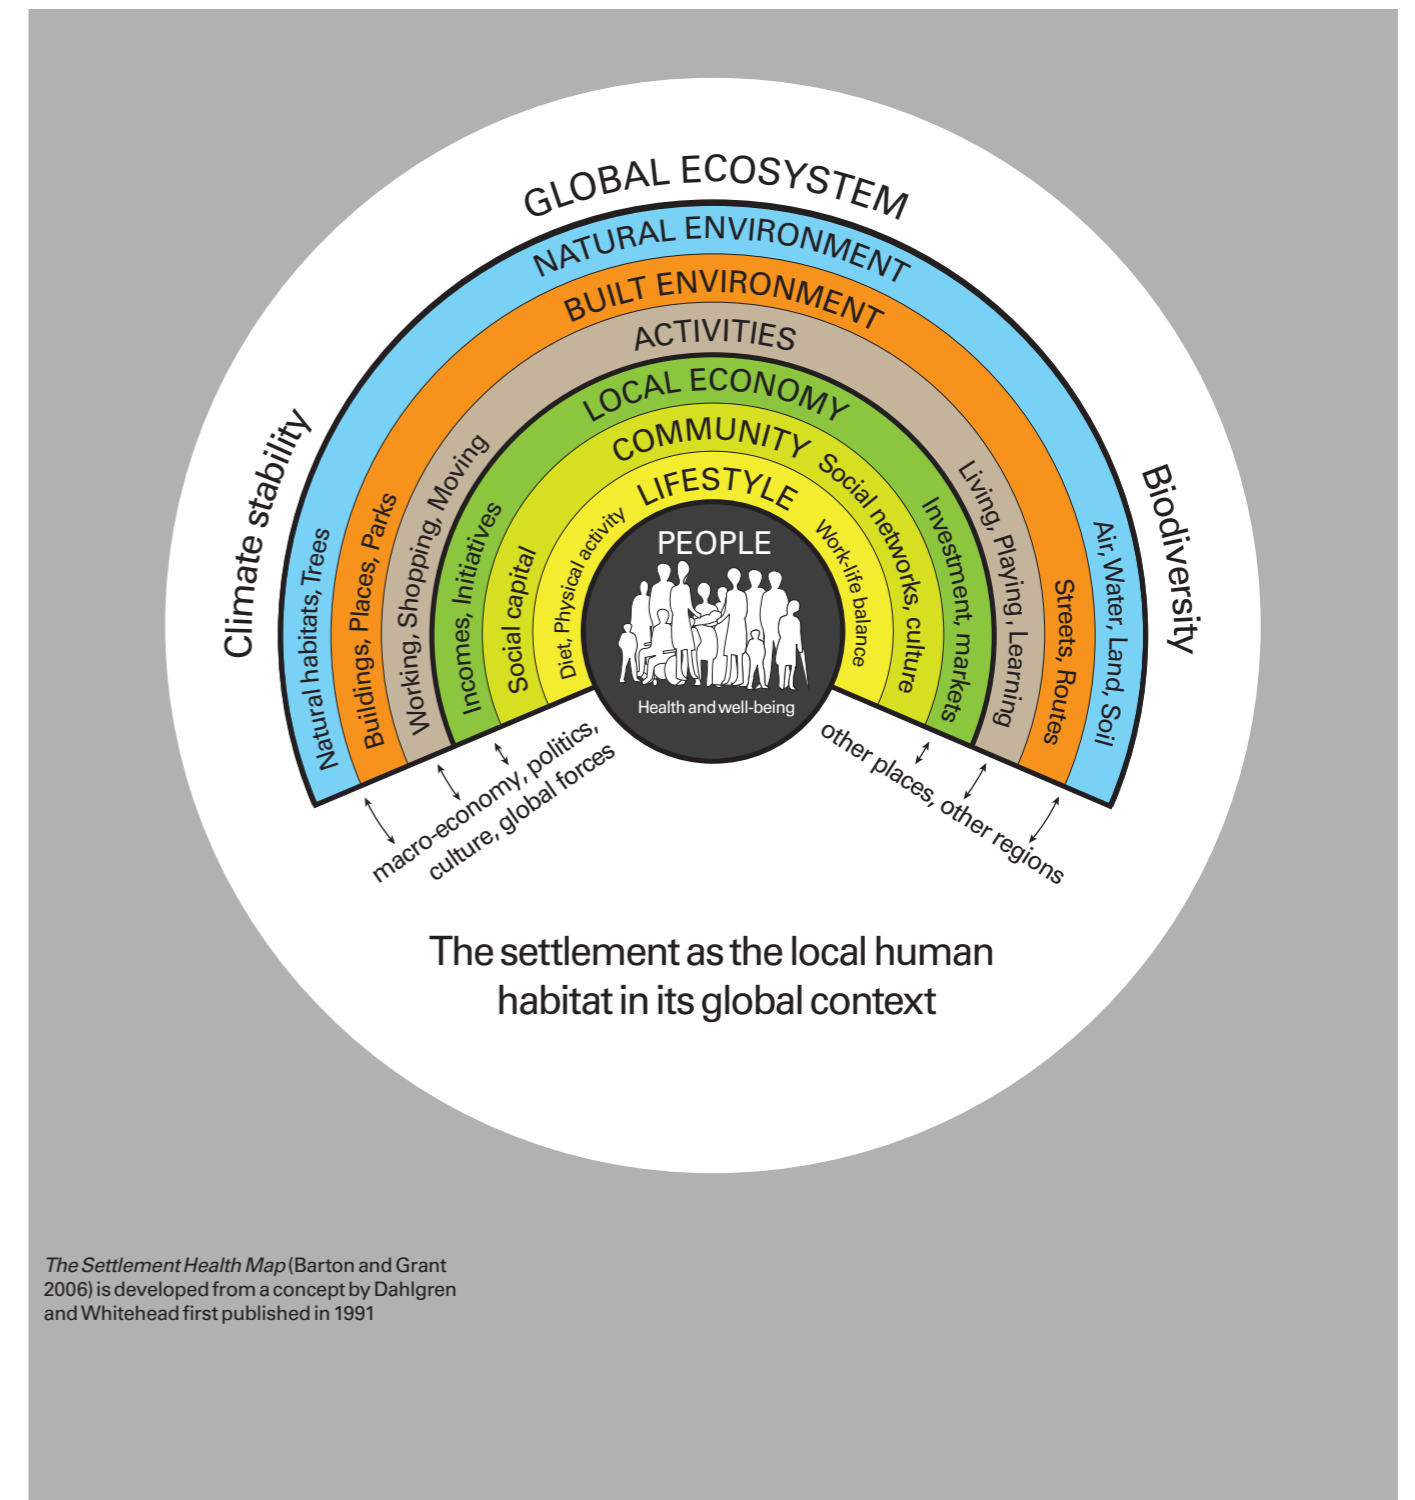 GLOBAL ECOSYSTEM
Climate stability
Biodiversity
NATURAL ENVIRONMENT
Natural habitats, Trees
Air, Water, Land, Soil
BUILT ENVIRONMENT
Buildings, Places, Parks
Streets, Routes
ACTIVITIES
Working, Shopping, Moving
Living, Playing, Learning
LOCAL ECONOMY
Incomes, Initiatives
Investment, markets
COMMUNITY
Social capital
Social networks, culture
LIFESTYLE
Diet, Physical activity
Work-life balance
PEOPLE
Health and well-being
macro-economy, politics,
culture, global forces
other places, other regions
The settlement as the local human
habitat in its global context
The Settlement Health Map (Barton and Grant
2006) is developed from a concept by Dahlgren
and Whitehead first published in 1991